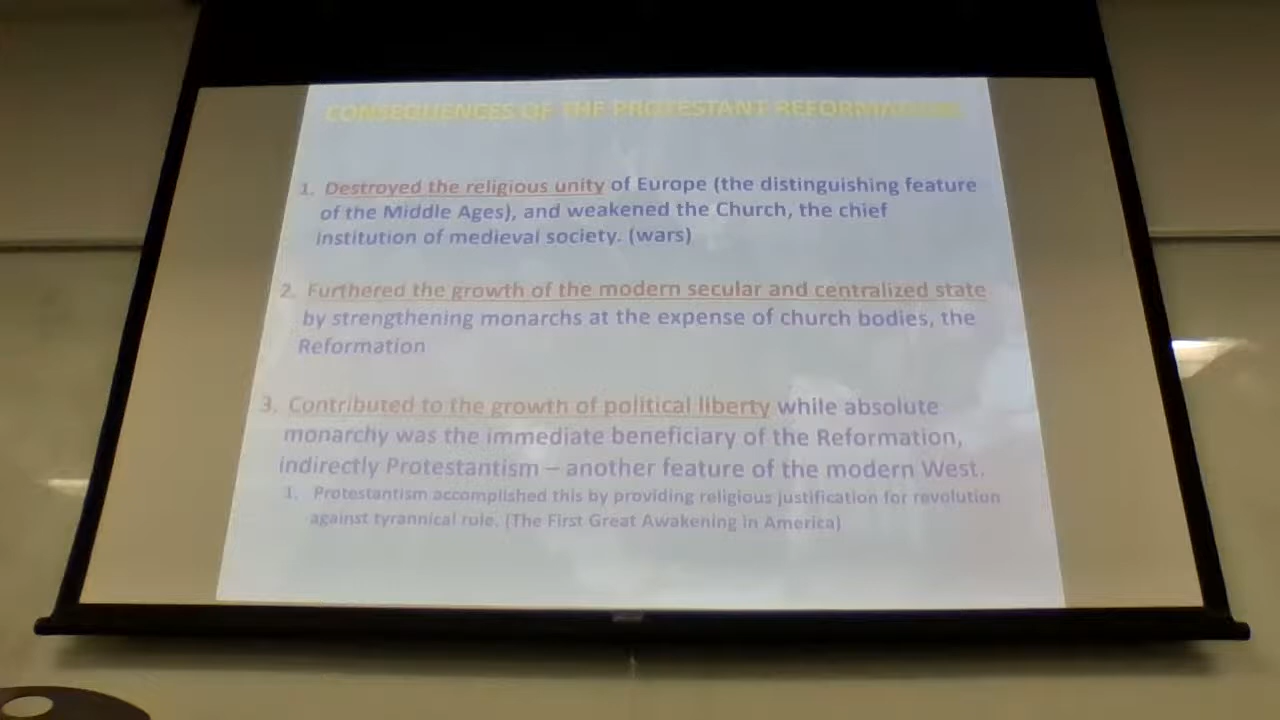 CONSEQUENCES OF THE PROTESTANT REFORMATION
1. Destroyed the religious unity of Europe (the distinguishing feature
of the Middle Ages), and weakened the Church, the chief
institution of medieval society. (wars)
2. Furthered the growth of the modern secular and centralized state
by strengthening monarchs at the expense of church bodies, the
Reformation
3. Contributed to the growth of political liberty while absolute
monarchy was the immediate beneficiary of the Reformation,
indirectly Protestantism – another feature of the modern West.
1. Protestantism accomplished this by providing religious justification for revolution
against tyrannical rule. (The First Great Awakening in America)